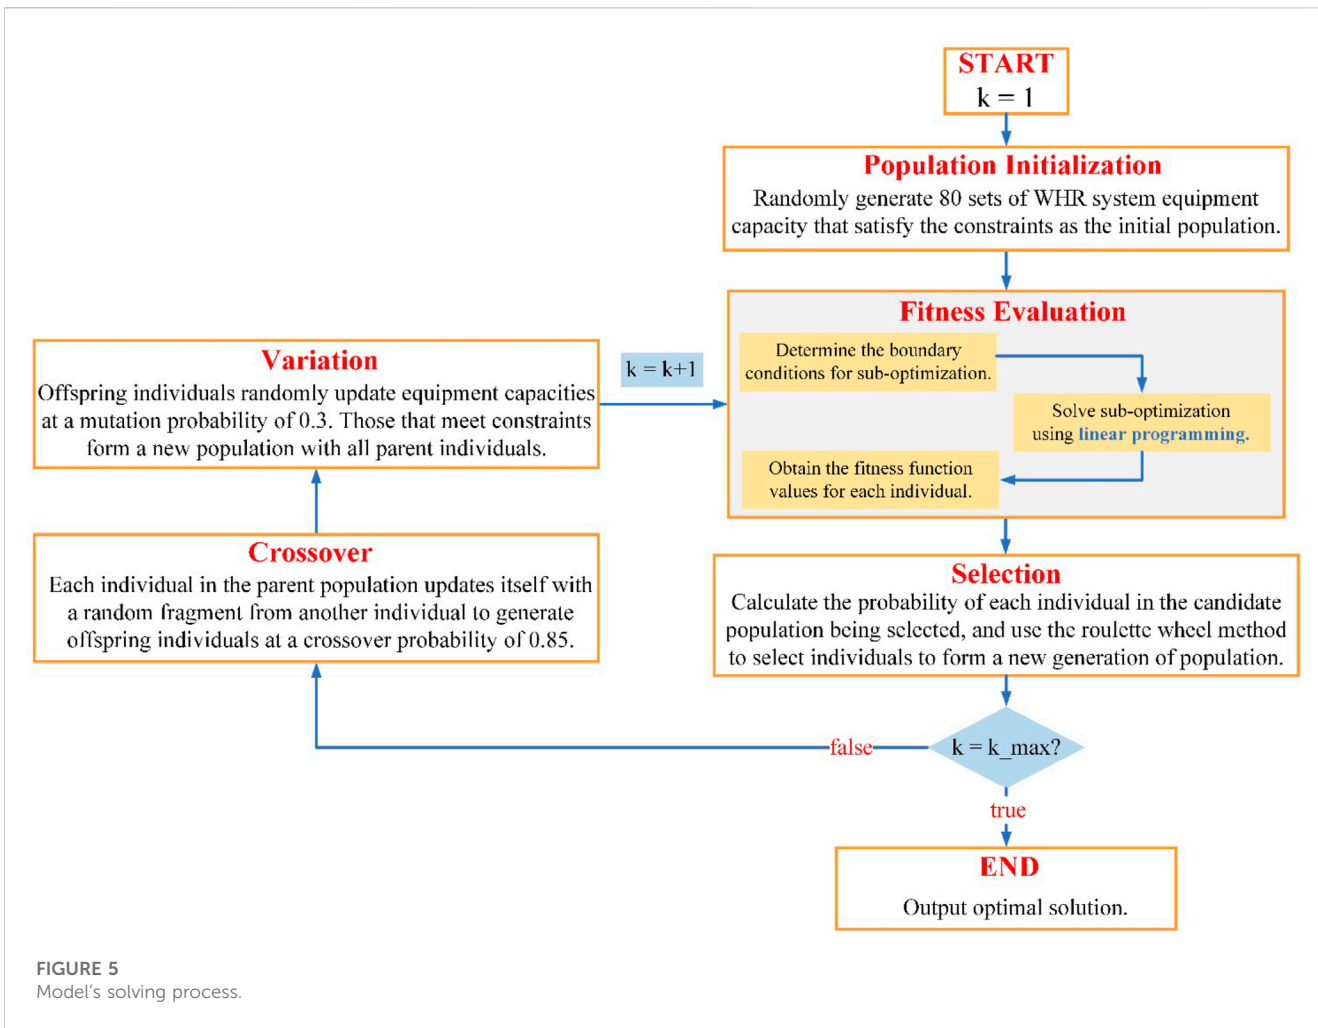 START
k = 1
Population Initialization
Randomly generate 80 sets of WHR system equipment
capacity that satisfy the constraints as the initial population.
Fitness Evaluation
Determine the boundary
conditions for sub-optimization.
Solve sub-optimization
using linear programming.
Obtain the fitness function
values for each individual.
Selection
Calculate the probability of each individual in the candidate
population being selected, and use the roulette wheel method
to select individuals to form a new generation of population.
k = k_max?
false
true
END
Output optimal solution.
Crossover
Each individual in the parent population updates itself with
a random fragment from another individual to generate
offspring individuals at a crossover probability of 0.85.
Variation
Offspring individuals randomly update equipment capacities
at a mutation probability of 0.3. Those that meet constraints
form a new population with all parent individuals.
k = k+1
FIGURE 5
Model's solving process.